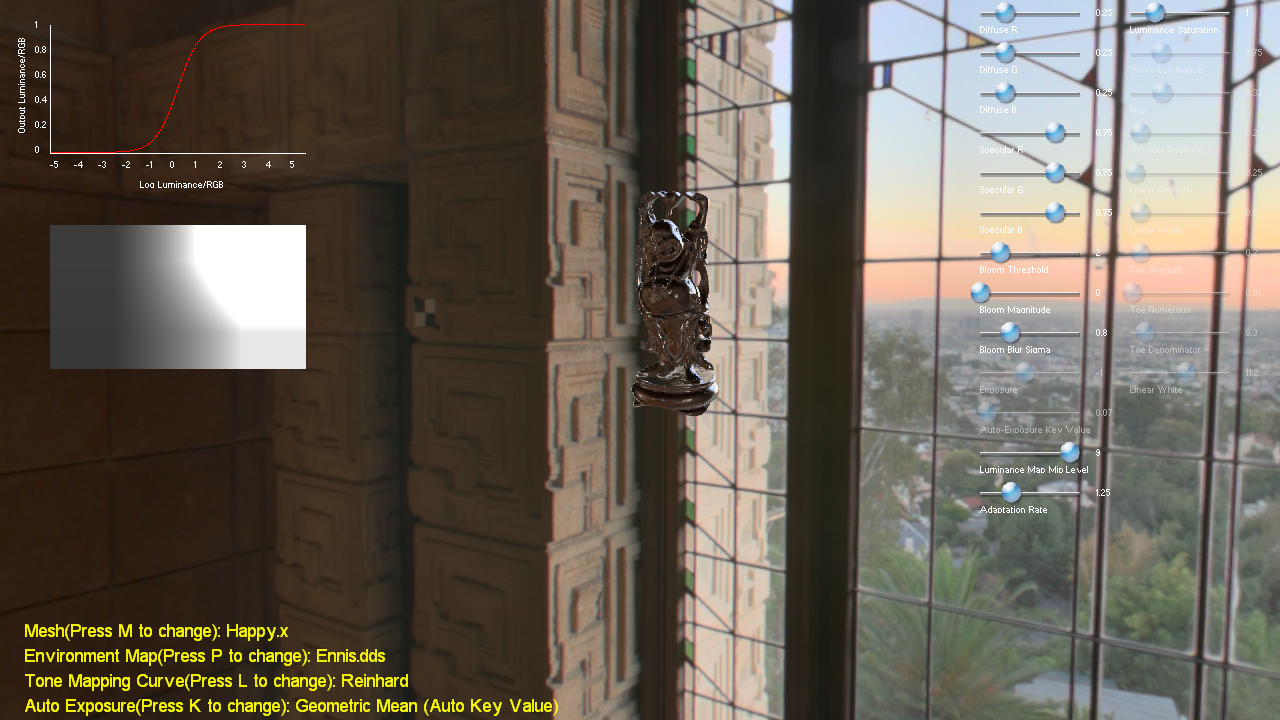 Output Luminance/RGB
1
0.8
0.6
0.4
0.2
0
-5 -4 -3 -2 -1 0 1 2 3 4 5
Log Luminance/RGB
0.25
Diffuse R
0.25
Diffuse G
0.25
Diffuse B
0.75
Specular R
0.75
Specular G
0.75
Specular B
2
Bloom Threshold
0
Bloom Magnitude
0.8
Bloom Blur Sigma
-1
Exposure
0.07
Auto-Exposure Key Value
9
Luminance Map Mip Level
1.25
Adaptation Rate
1
Luminance Saturation
White Luminance
Bias
Shoulder Strength
Linear Strength
Linear Angle
Toe Strength
0.01
Toe Numerator
0.3
Toe Denominator
11.2
Linear White
Mesh(Press M to change): Happy.x
Environment Map(Press P to change): Ennis.dds
Tone Mapping Curve(Press L to change): Reinhard
Auto Exposure(Press K to change): Geometric Mean (Auto Key Value)